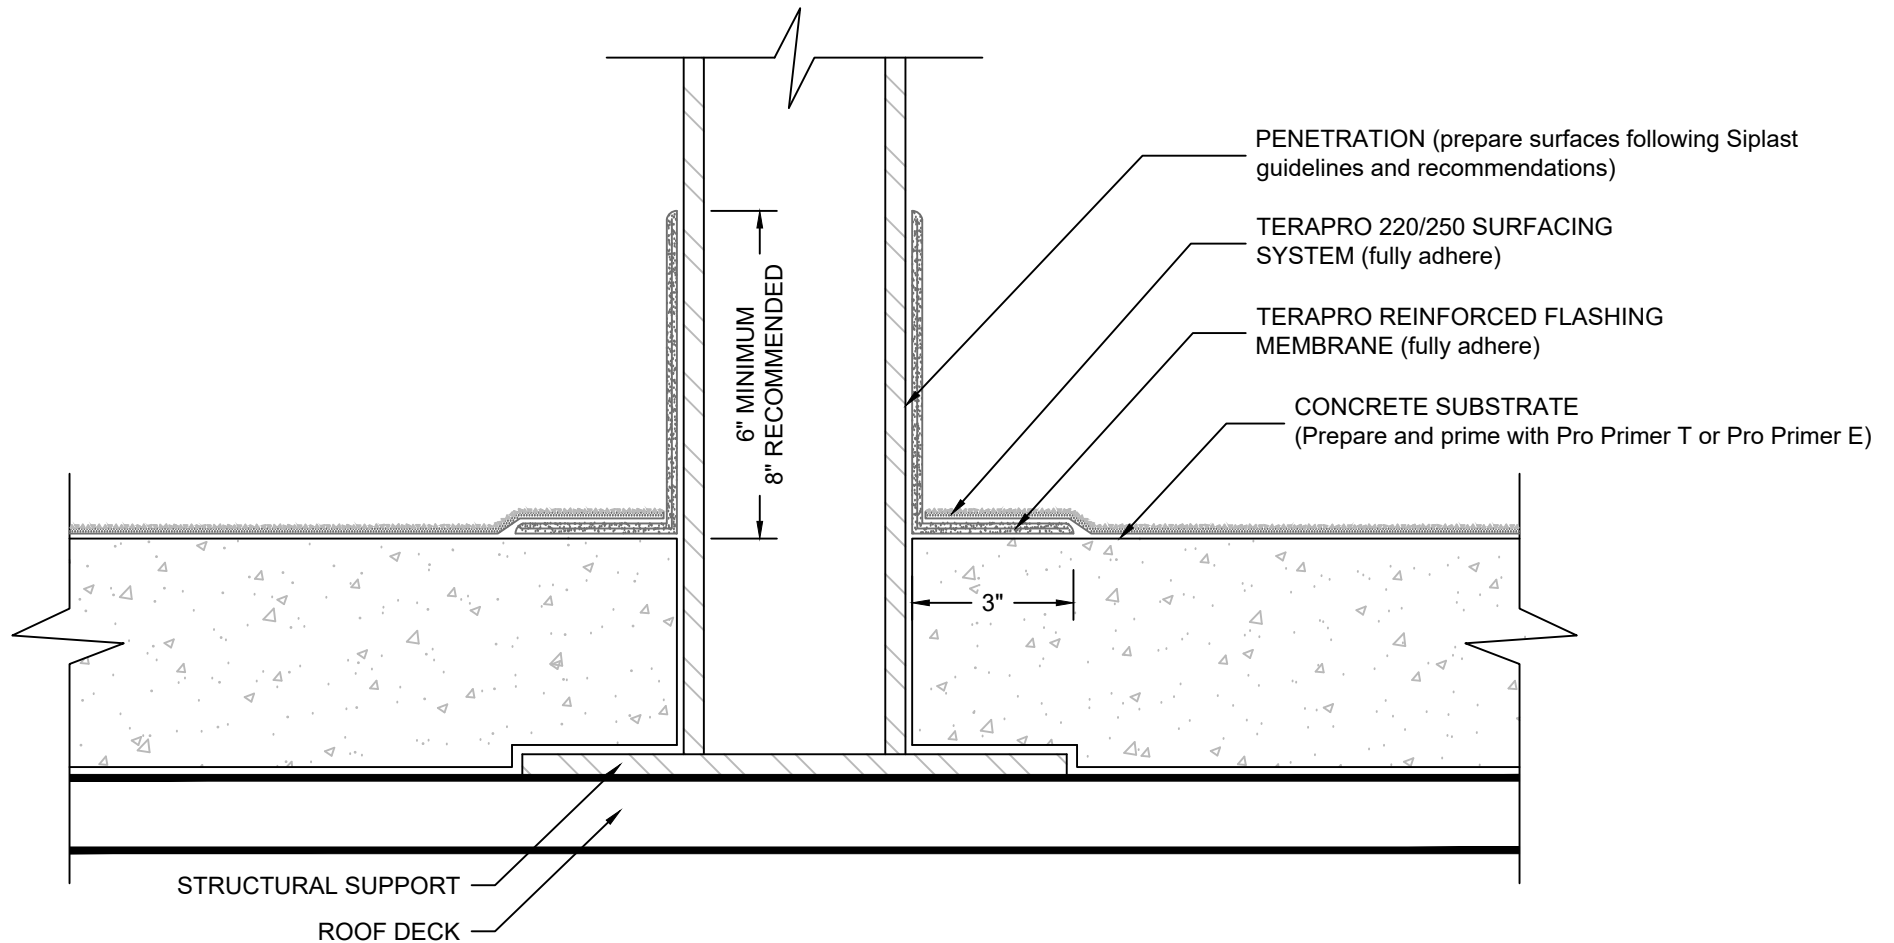 PENETRATION (prepare surfaces following Siplast
guidelines and recommendations)
TERAPRO 220/250 SURFACING
SYSTEM (fully adhere)
TERAPRO REINFORCED FLASHING
MEMBRANE (fully adhere)
CONCRETE SUBSTRATE
(Prepare and prime with Pro Primer T or Pro Primer E)
6" MINIMUM
8" RECOMMENDED
3"
STRUCTURAL SUPPORT
ROOF DECK